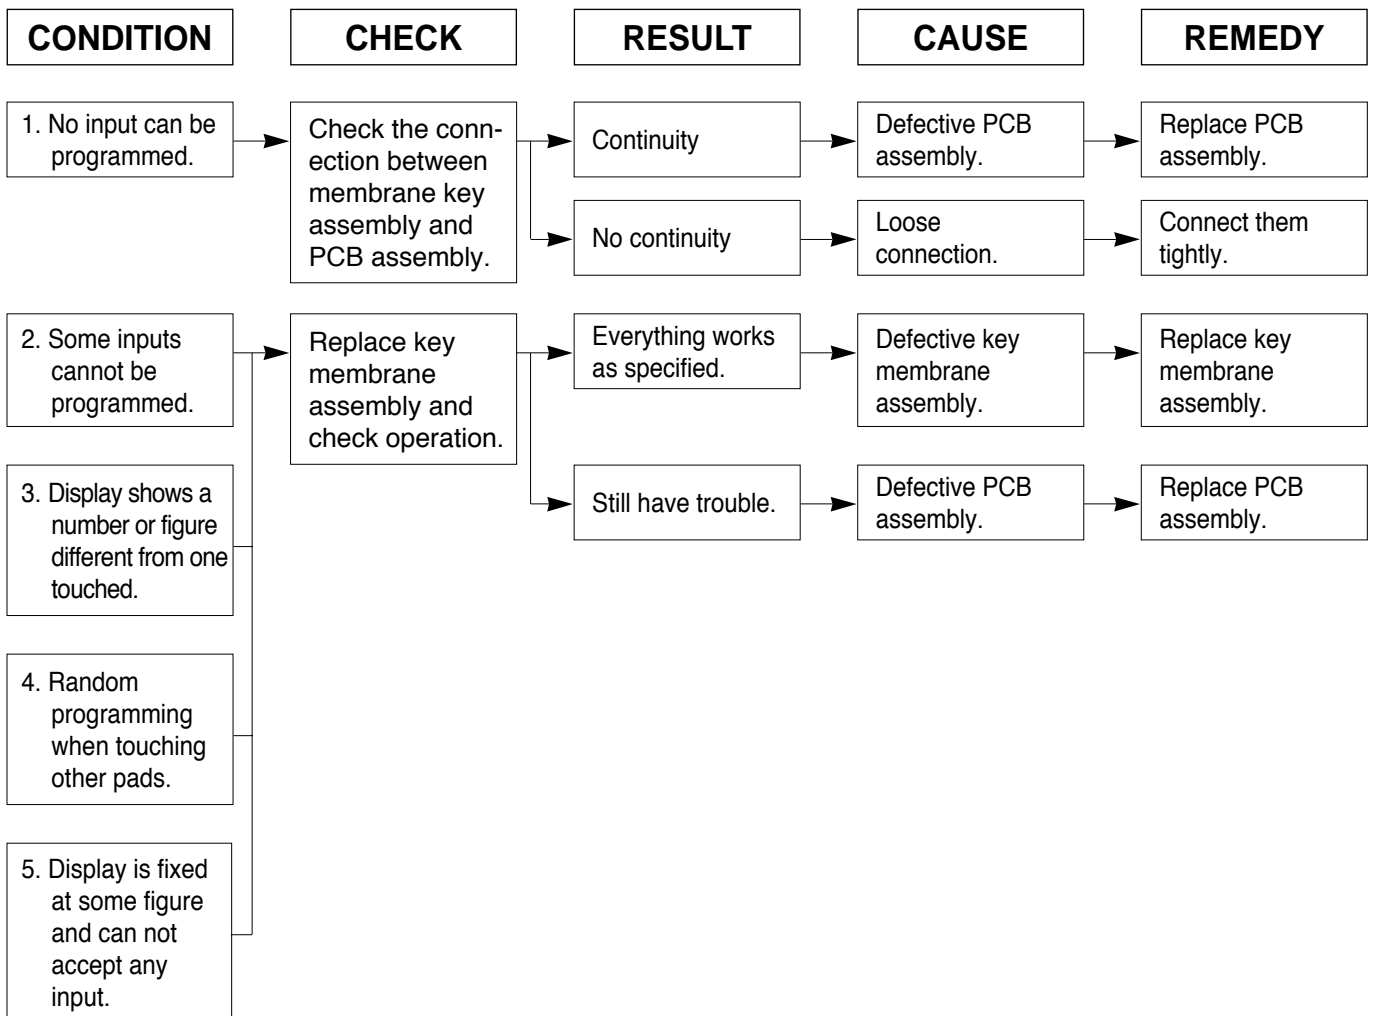 CONDITION
CHECK
RESULT
CAUSE
REMEDY
1. No input can be
programmed.
Check the conn-
ection between
membrane key
assembly and
PCB assembly.
Continuity
Defective PCB
assembly.
Replace PCB
assembly.
No continuity
Loose
connection.
Connect them
tightly.
2. Some inputs
cannot be
programmed.
Replace key
membrane
assembly and
check operation.
Everything works
as specified.
Defective key
membrane
assembly.
Replace key
membrane
assembly.
3. Display shows a
number or figure
different from one
touched.
Still have trouble.
Defective PCB
assembly.
Replace PCB
assembly.
4. Random
programming
when touching
other pads.
5. Display is fixed
at some figure
and can not
accept any
input.